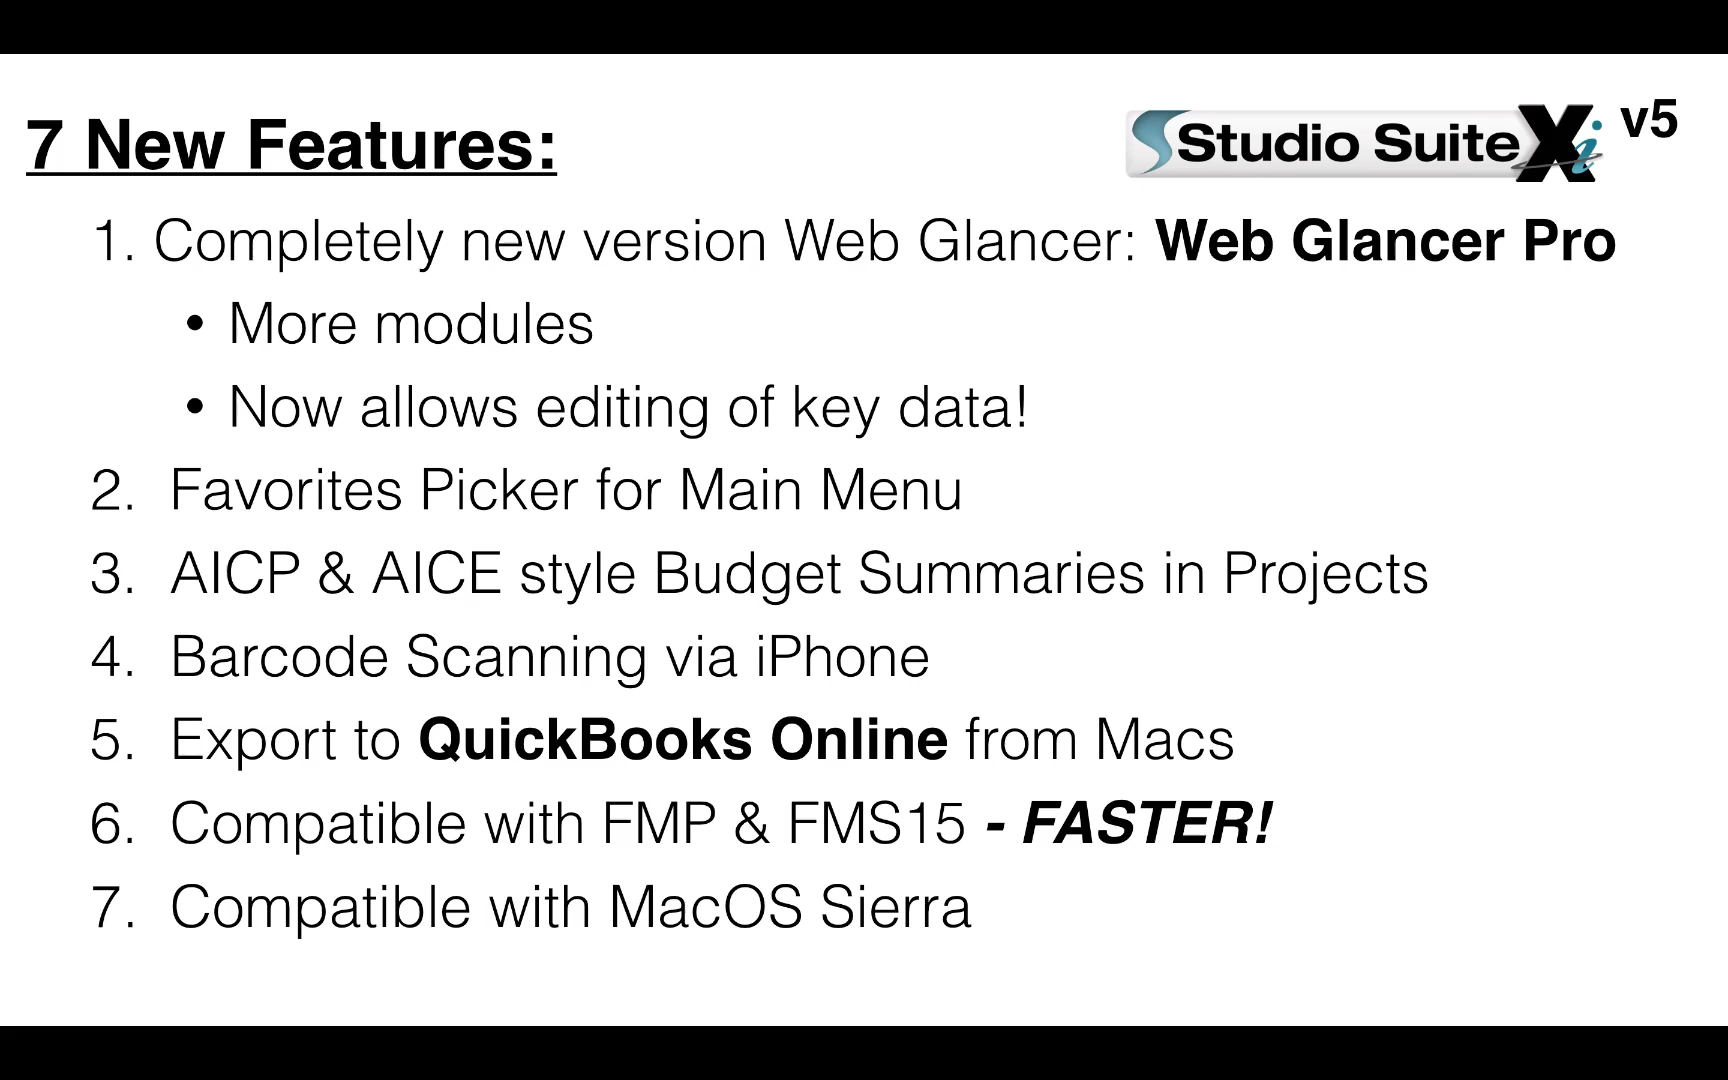 7 New Features:
Studio Suite Xi v5
1. Completely new version Web Glancer: Web Glancer Pro
• More modules
• Now allows editing of key data!
2. Favorites Picker for Main Menu
3. AICP & AICE style Budget Summaries in Projects
4. Barcode Scanning via iPhone
5. Export to QuickBooks Online from Macs
6. Compatible with FMP & FMS15 - FASTER!
7. Compatible with MacOS Sierra